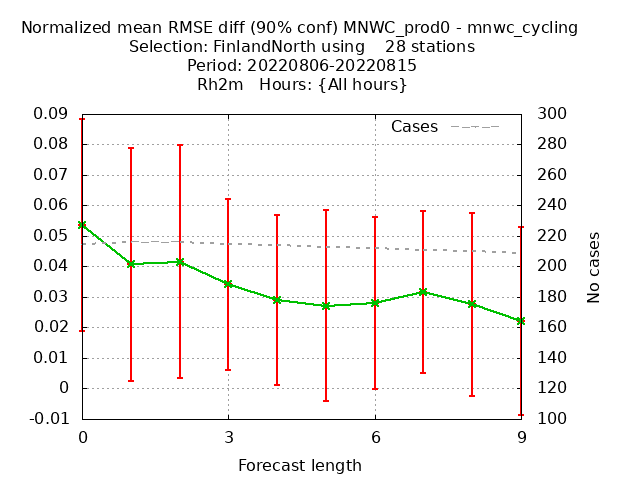 Normalized mean RMSE diff (90% conf) MNWC_prod0 - mnwc_cycling
Selection: FinlandNorth using    28 stations
Period: 20220806-20220815
Rh2m   Hours: {All hours}
0.09 300
Cases
0.08 280
0.07 260
0.06 240
0.05 220
0.04 200
0.03 180
0.02 160
0.01 140
0 120
-0.01 100
No cases
0 3 6 9
Forecast length